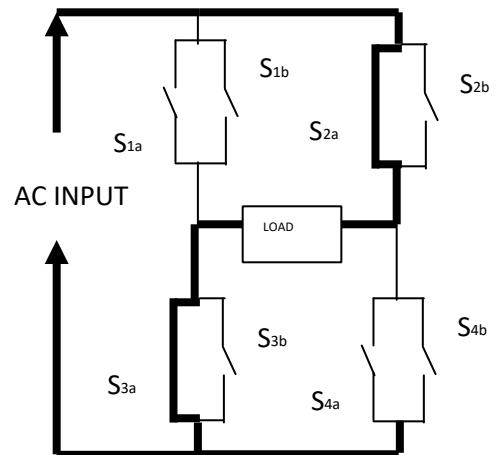 S1b
S2b
S1a
S2a
AC INPUT
LOAD
S3b
S4b
S3a
S4a